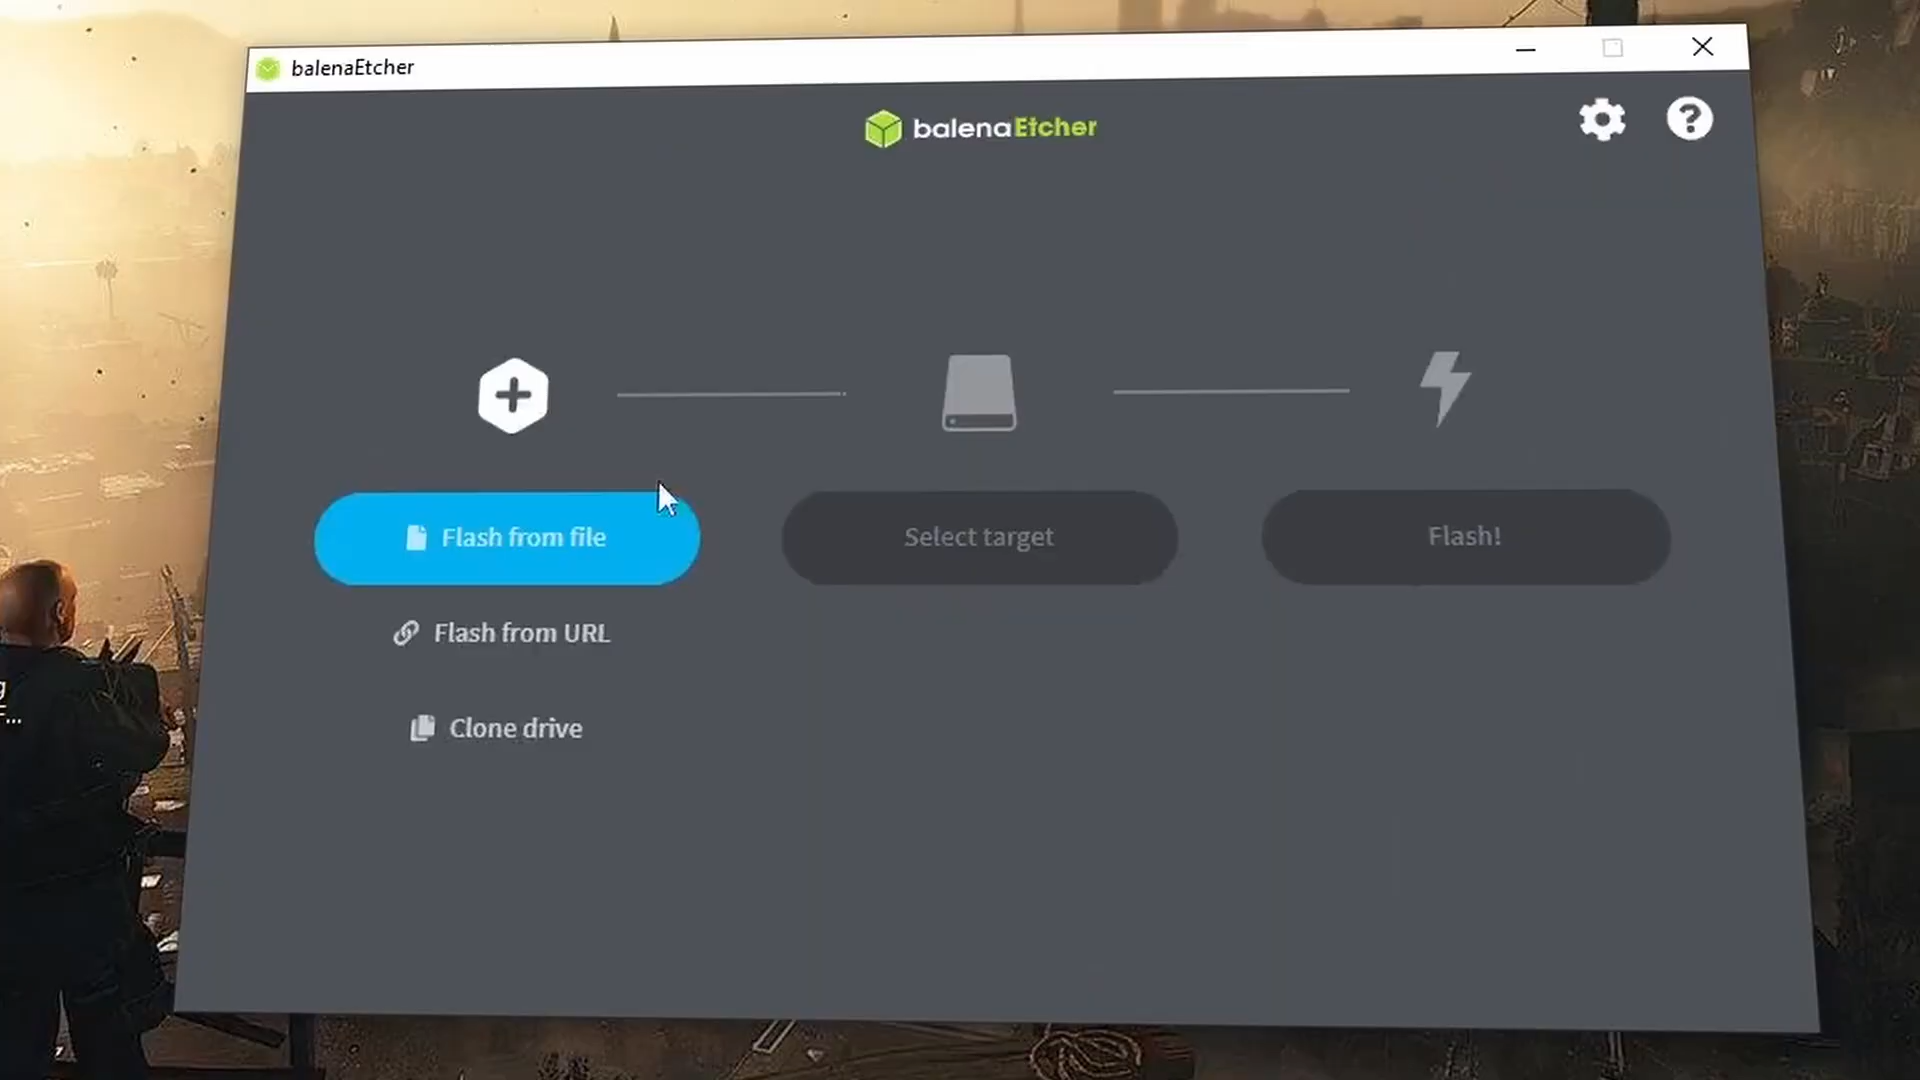 balenaEtcher
balenaEtcher
Flash from file
Select target
Flash!
Flash from URL
Clone drive
g
F...